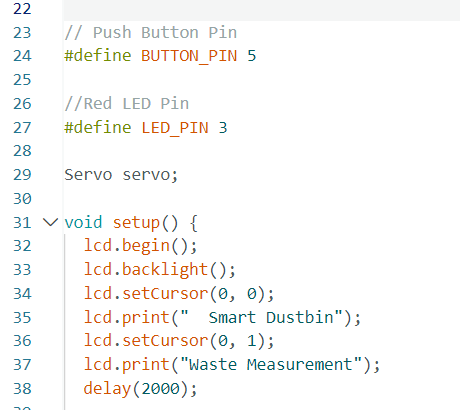 22
23 // Push Button Pin
24 #define BUTTON_PIN 5
25
26 //Red LED Pin
27 #define LED_PIN 3
28
29 Servo servo;
30
31 void setup() {
32   lcd.begin();
33   lcd.backlight();
34   lcd.setCursor(0, 0);
35   lcd.print("  Smart Dustbin");
36   lcd.setCursor(0, 1);
37   lcd.print("Waste Measurement");
38   delay(2000);